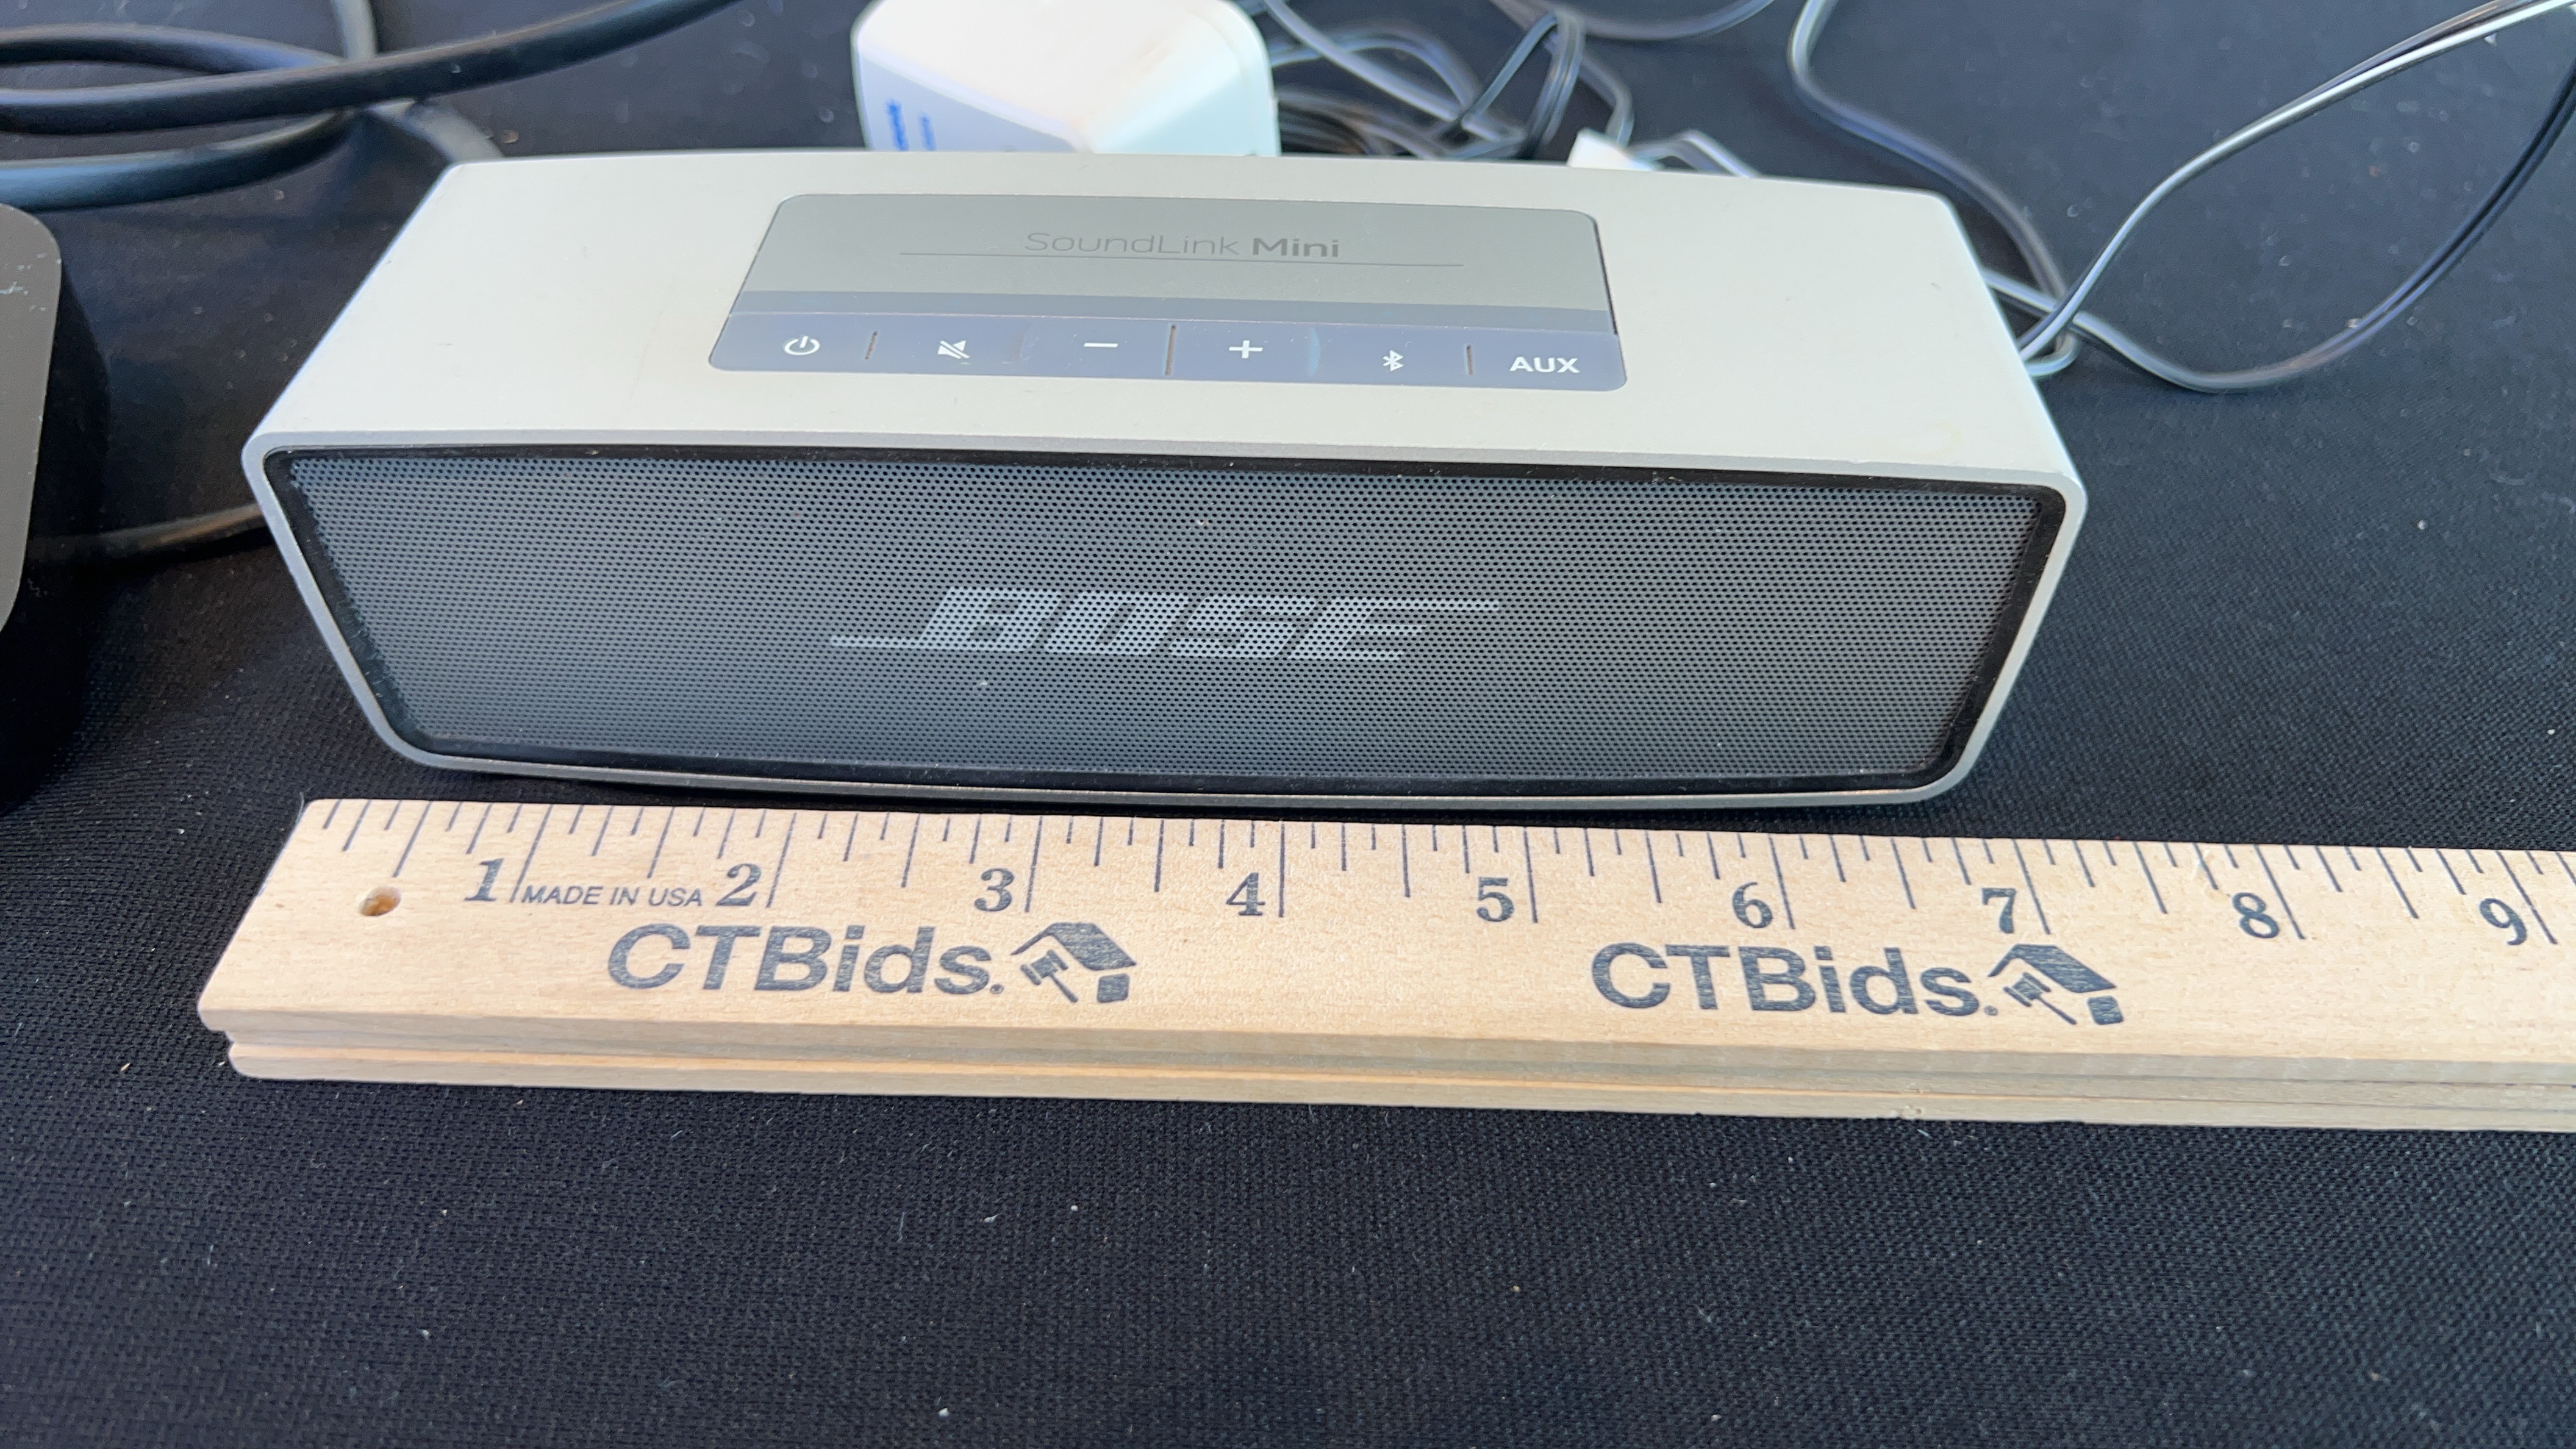 SoundLink Mini
AUX
BOSE
1 MADE IN USA 2 3 4 5 6 7 8 9
CTBids. CTBids.